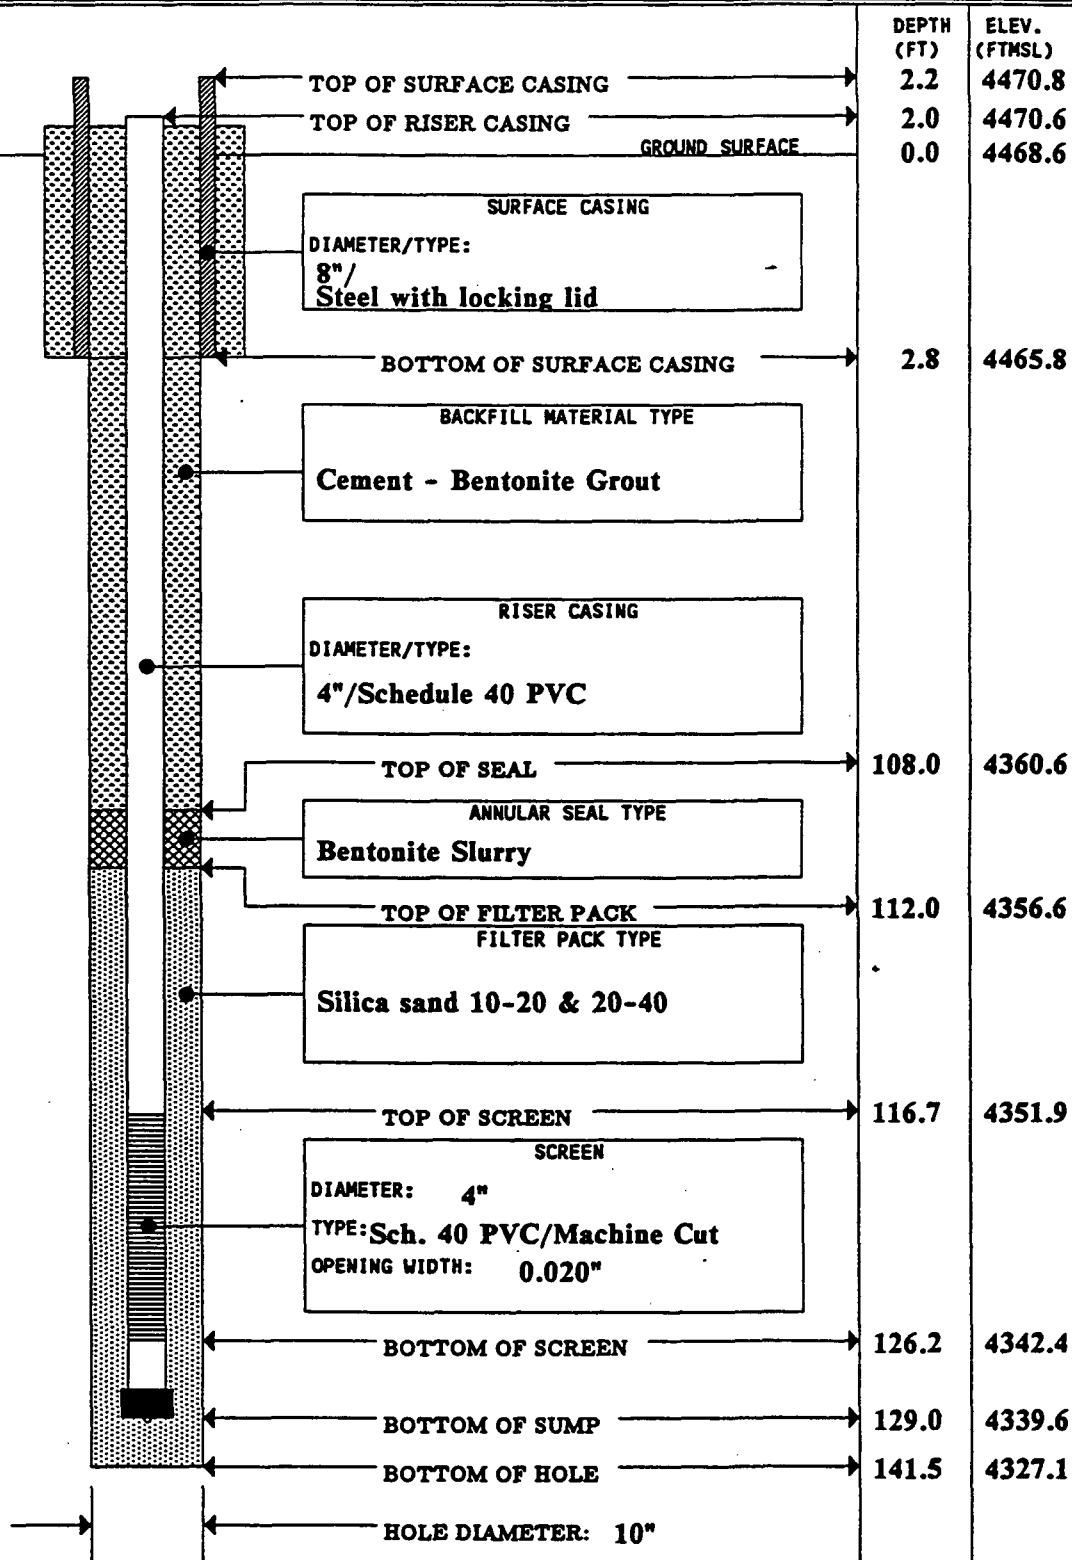 DEPTH ELEV.
(FT) (FTMSL)
TOP OF SURFACE CASING 2.2 4470.8
TOP OF RISER CASING 2.0 4470.6
GROUND SURFACE 0.0 4468.6
SURFACE CASING
DIAMETER/TYPE:
8"/
Steel with locking lid
BOTTOM OF SURFACE CASING 2.8 4465.8
BACKFILL MATERIAL TYPE
Cement - Bentonite Grout
RISER CASING
DIAMETER/TYPE:
4"/Schedule 40 PVC
TOP OF SEAL 108.0 4360.6
ANNULAR SEAL TYPE
Bentonite Slurry
TOP OF FILTER PACK 112.0 4356.6
FILTER PACK TYPE
Silica sand 10-20 & 20-40
TOP OF SCREEN 116.7 4351.9
SCREEN
DIAMETER: 4"
TYPE: Sch. 40 PVC/Machine Cut
OPENING WIDTH: 0.020"
BOTTOM OF SCREEN 126.2 4342.4
BOTTOM OF SUMP 129.0 4339.6
BOTTOM OF HOLE 141.5 4327.1
HOLE DIAMETER: 10"